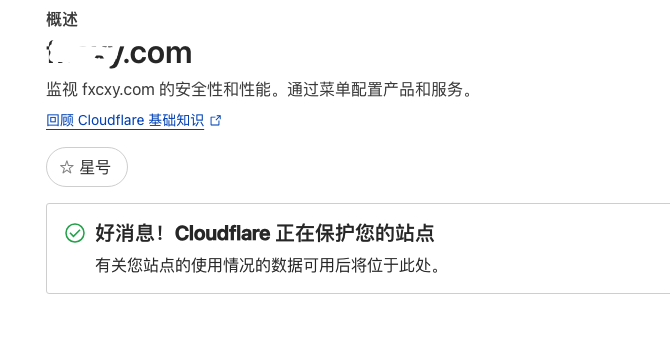 概述
.com
监视 fxcxy.com 的安全性和性能。通过菜单配置产品和服务。
回顾 Cloudflare 基础知识
☆ 星号
好消息！Cloudflare 正在保护您的站点
有关您站点的使用情况的数据可用后将位于此处。